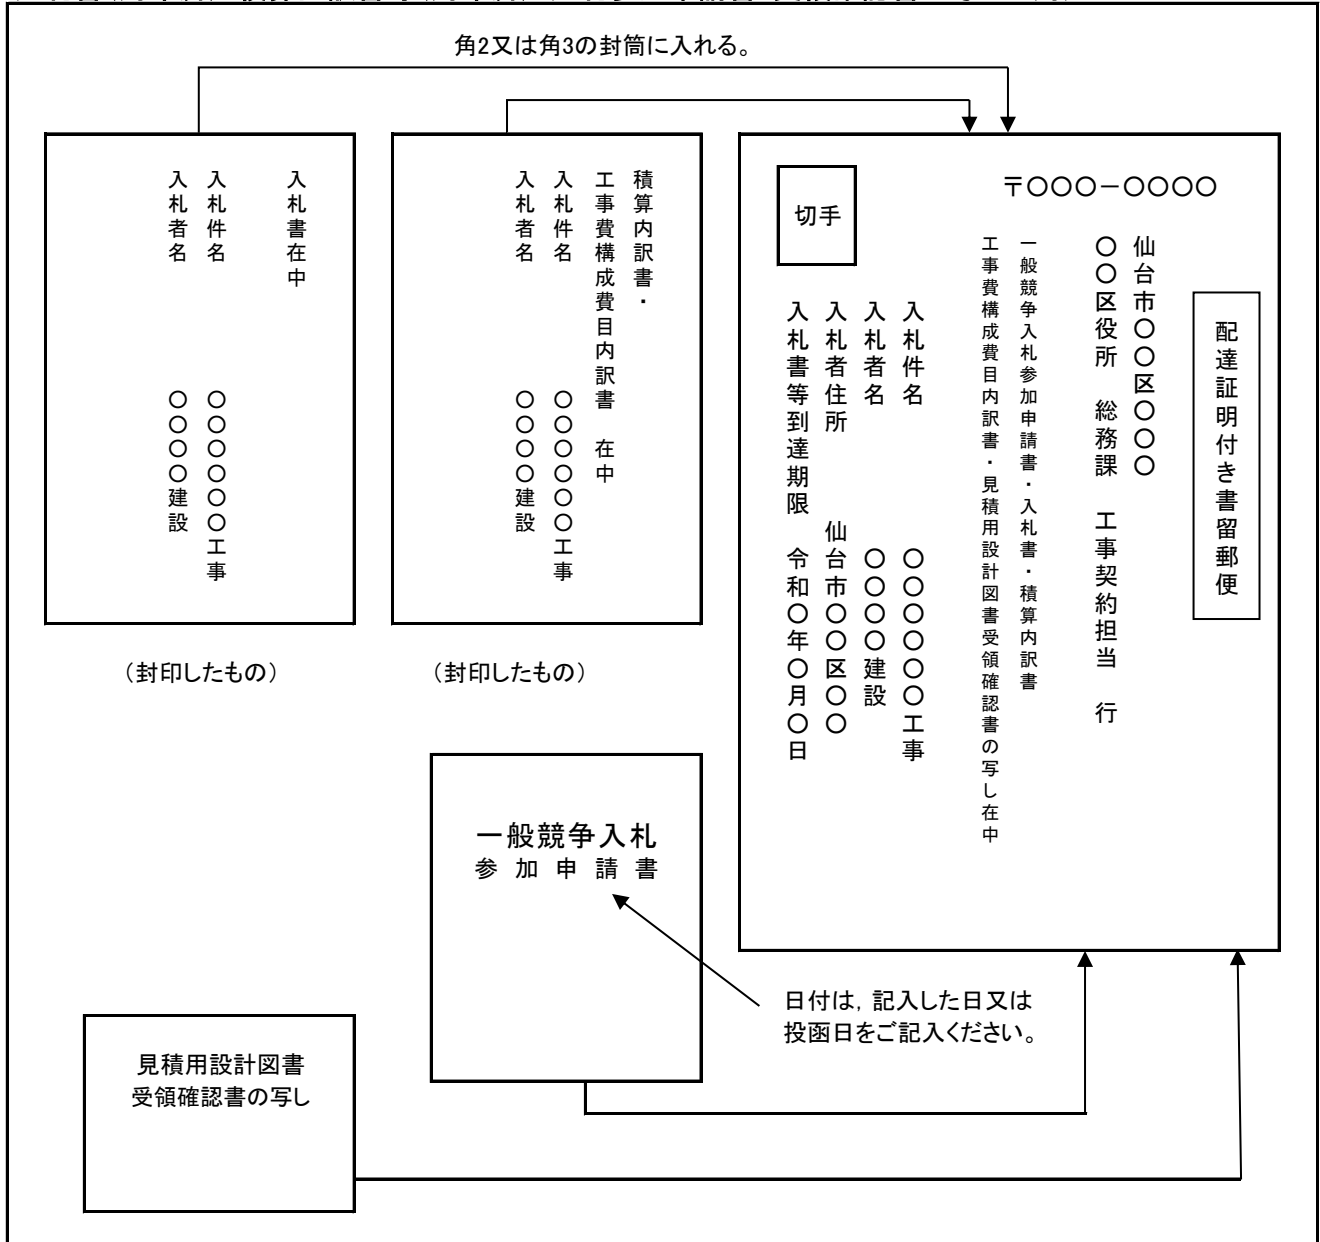 角2又は角3の封筒に入れる。
入札書在中
入札件名　〇〇〇〇〇〇工事
入札者名　〇〇〇〇建設
（封印したもの）
積算内訳書・
工事費構成費目内訳書　在中
入札件名　〇〇〇〇〇〇工事
入札者名　〇〇〇〇建設
（封印したもの）
切手
〒〇〇〇－〇〇〇〇
配達証明付き書留郵便
仙台市〇〇区〇〇〇
〇〇区役所　総務課　工事契約担当　行
一般競争入札参加申請書・入札書・積算内訳書
工事費構成費目内訳書・見積用設計図書受領確認書の写し在中
入札件名　〇〇〇〇〇〇工事
入札者名　〇〇〇〇建設
入札者住所　仙台市〇〇区〇〇
入札書等到達期限　令和〇年〇月〇日
一般競争入札
参加申請書
日付は，記入した日又は
投函日をご記入ください。
見積用設計図書
受領確認書の写し